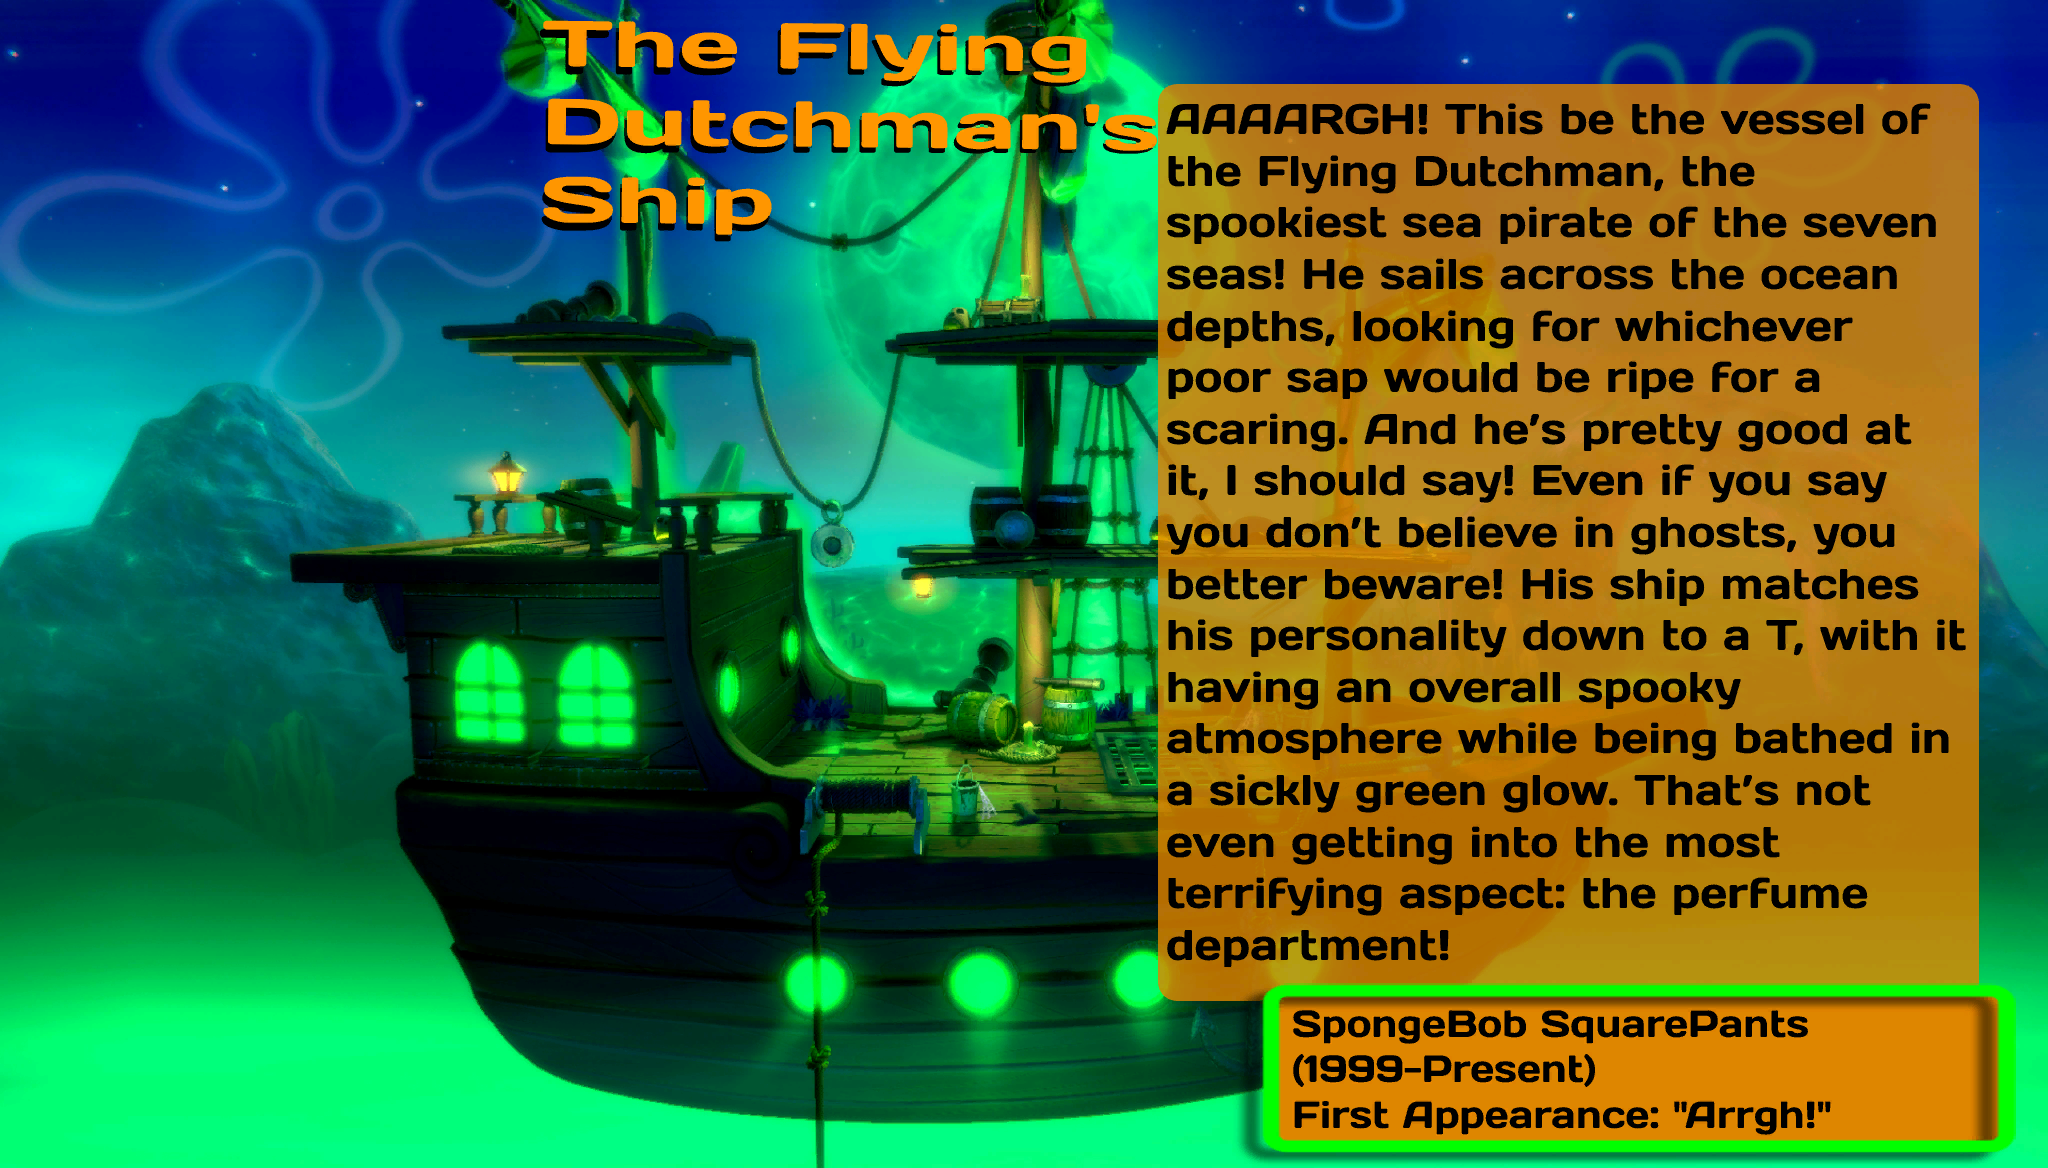 The Flying
Dutchman's
Ship
AAAARGH! This be the vessel of
the Flying Dutchman, the
spookiest sea pirate of the seven
seas! He sails across the ocean
depths, looking for whichever
poor sap would be ripe for a
scaring. And he’s pretty good at
it, I should say! Even if you say
you don’t believe in ghosts, you
better beware! His ship matches
his personality down to a T, with it
having an overall spooky
atmosphere while being bathed in
a sickly green glow. That’s not
even getting into the most
terrifying aspect: the perfume
department!
SpongeBob SquarePants
(1999-Present)
First Appearance: "Arrgh!"